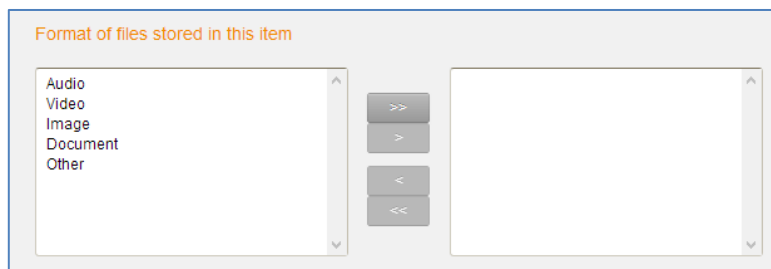 Format of files stored in this item
Audio
Video
Image
Document
Other
>>
>
<
<<